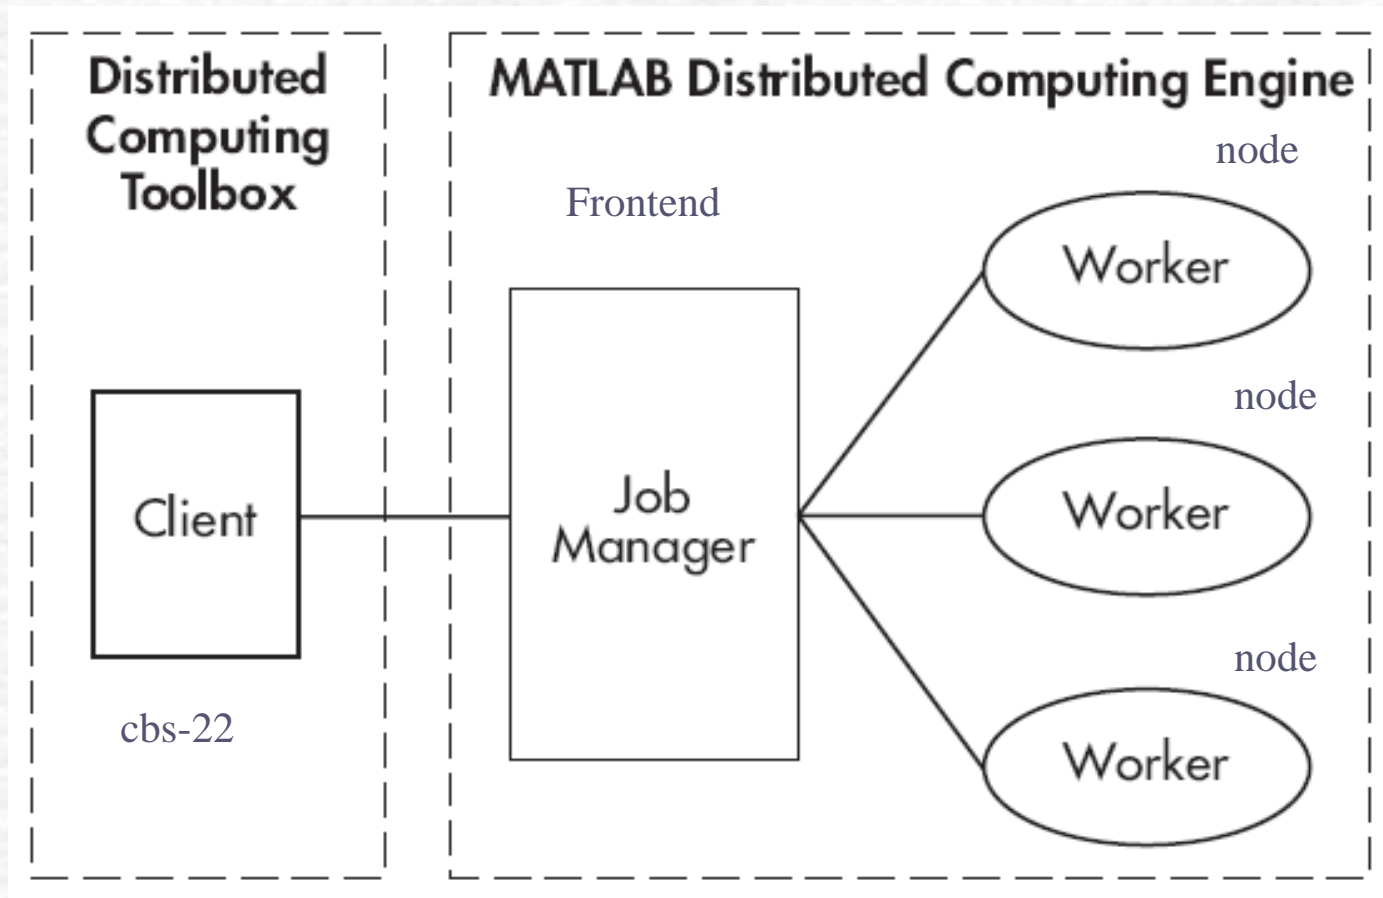 Distributed
Computing
Toolbox
Client
cbs-22
MATLAB Distributed Computing Engine
Frontend
Job
Manager
node
Worker
node
Worker
node
Worker